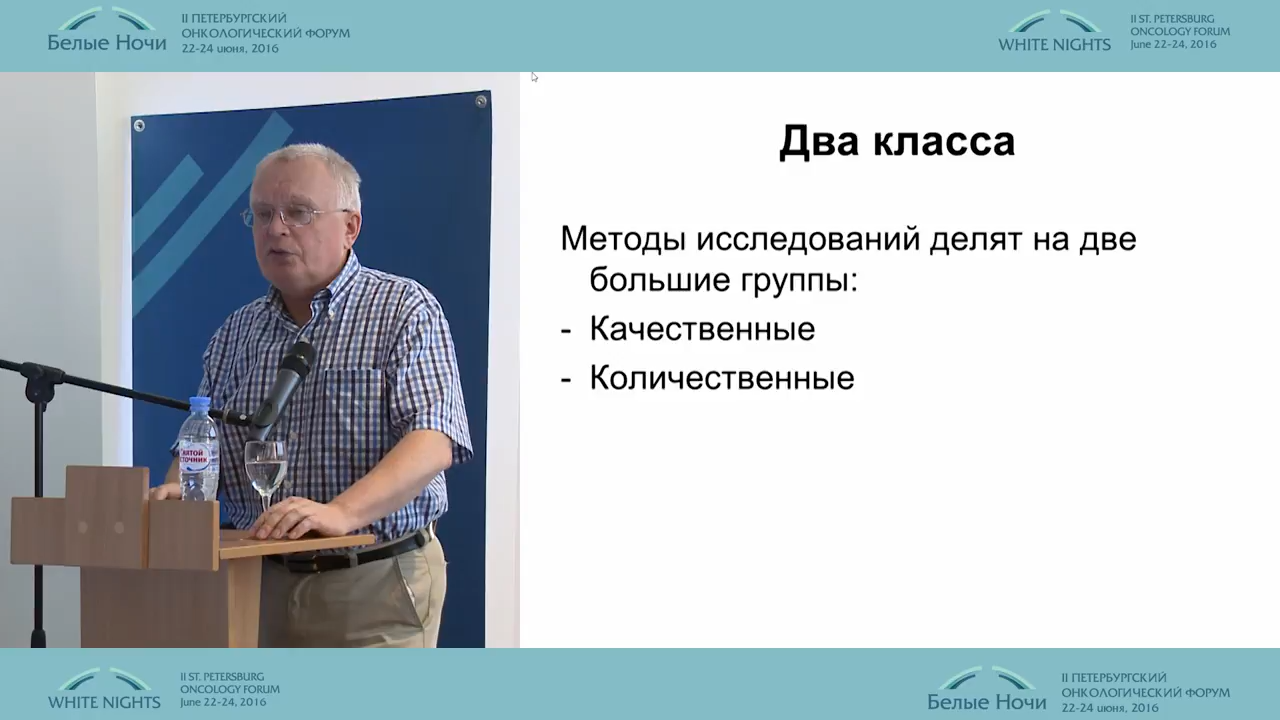 Белые Ночи
II ПЕТЕРБУРГСКИЙ
ОНКОЛОГИЧЕСКИЙ ФОРУМ
22-24 июня, 2016
WHITE NIGHTS
II ST. PETERSBURG
ONCOLOGY FORUM
June 22-24, 2016
Два класса
Методы исследований делят на две
большие группы:
- Качественные
- Количественные
WHITE NIGHTS
II ST. PETERSBURG
ONCOLOGY FORUM
June 22-24, 2016
Белые Ночи
II ПЕТЕРБУРГСКИЙ
ОНКОЛОГИЧЕСКИЙ ФОРУМ
22-24 июня, 2016